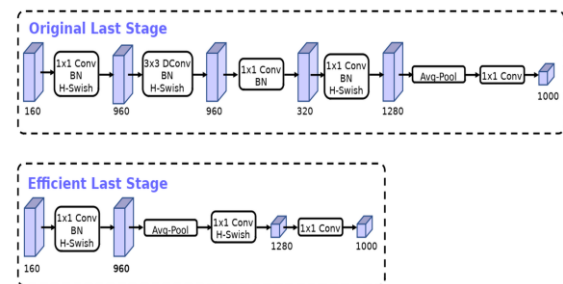 Original Last Stage
1x1 Conv
BN
H-Swish
3x3 DConv
BN
H-Swish
1x1 Conv
BN
1x1 Conv
BN
H-Swish
Avg-Pool
1x1 Conv
160
960
960
320
1280
1000
Efficient Last Stage
1x1 Conv
BN
H-Swish
Avg-Pool
1x1 Conv
H-Swish
1x1 Conv
160
960
1280
1000